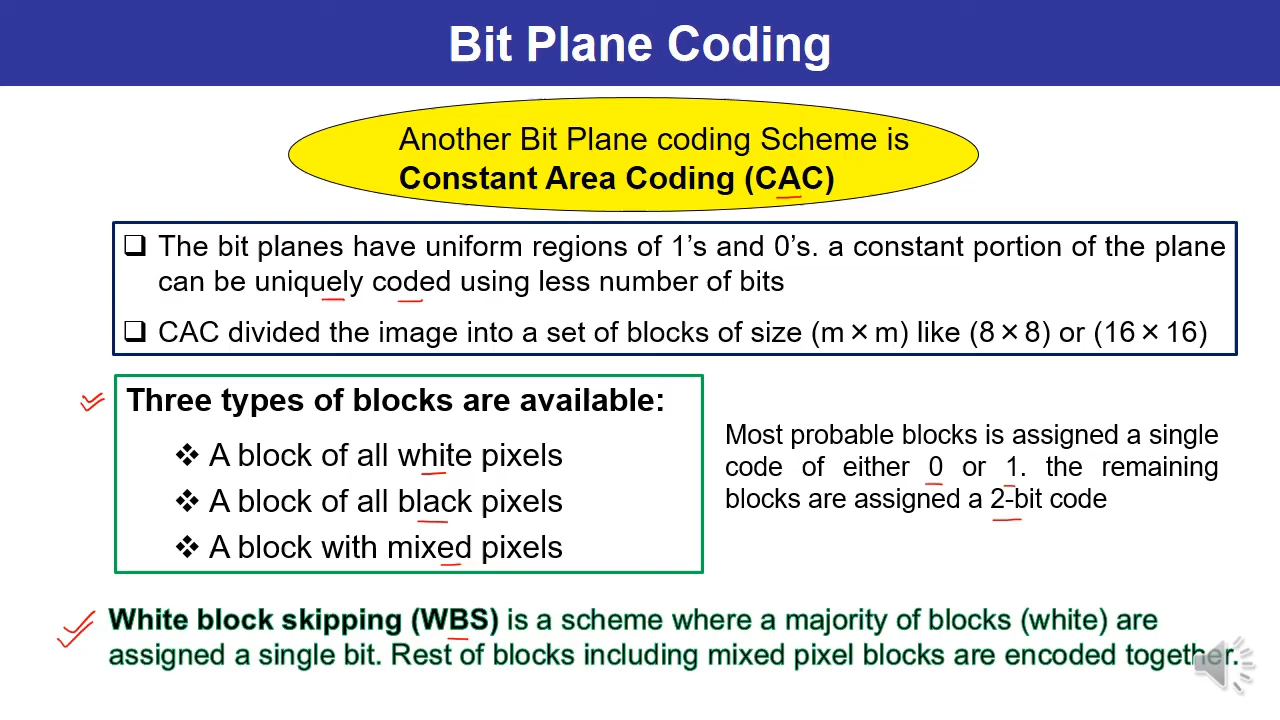 Bit Plane Coding
Another Bit Plane coding Scheme is
Constant Area Coding (CAC)
❑ The bit planes have uniform regions of 1’s and 0’s. a constant portion of the plane
can be uniquely coded using less number of bits
❑ CAC divided the image into a set of blocks of size (m × m) like (8 × 8) or (16 × 16)
Three types of blocks are available:
❖ A block of all white pixels
❖ A block of all black pixels
❖ A block with mixed pixels
Most probable blocks is assigned a single
code of either 0 or 1. the remaining
blocks are assigned a 2-bit code
White block skipping (WBS) is a scheme where a majority of blocks (white) are
assigned a single bit. Rest of blocks including mixed pixel blocks are encoded together.